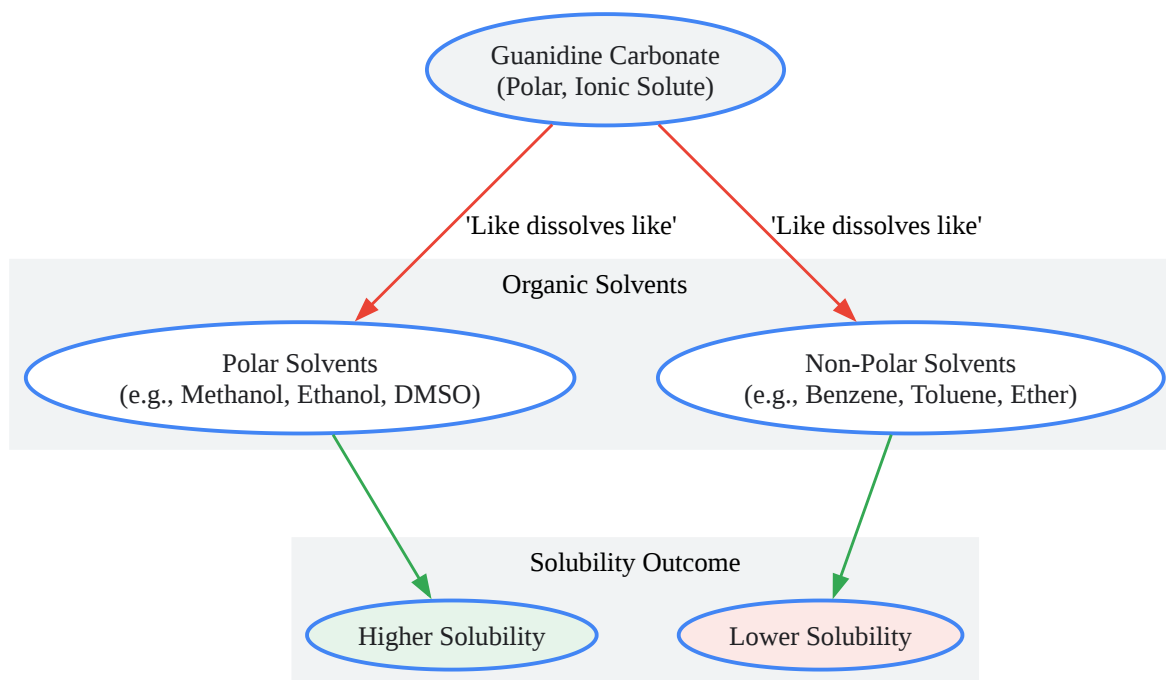 Guanidine Carbonate
(Polar, Ionic Solute)
'Like dissolves like'
'Like dissolves like'
Organic Solvents
Polar Solvents
(e.g., Methanol, Ethanol, DMSO)
Non-Polar Solvents
(e.g., Benzene, Toluene, Ether)
Solubility Outcome
Higher Solubility
Lower Solubility